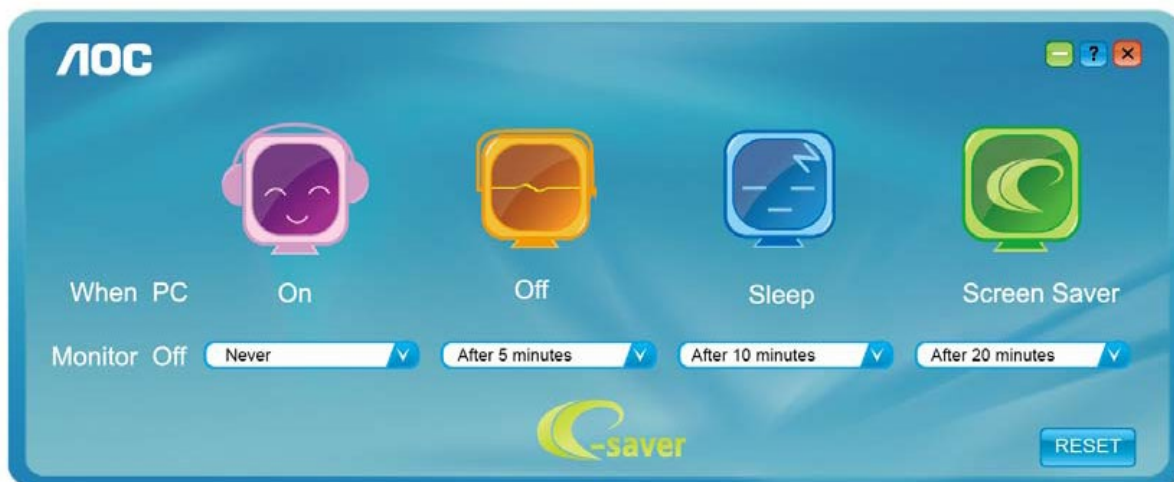 AOC
?
When PC On Off Sleep Screen Saver
Monitor Off Never After 5 minutes After 10 minutes After 20 minutes
e-saver
RESET